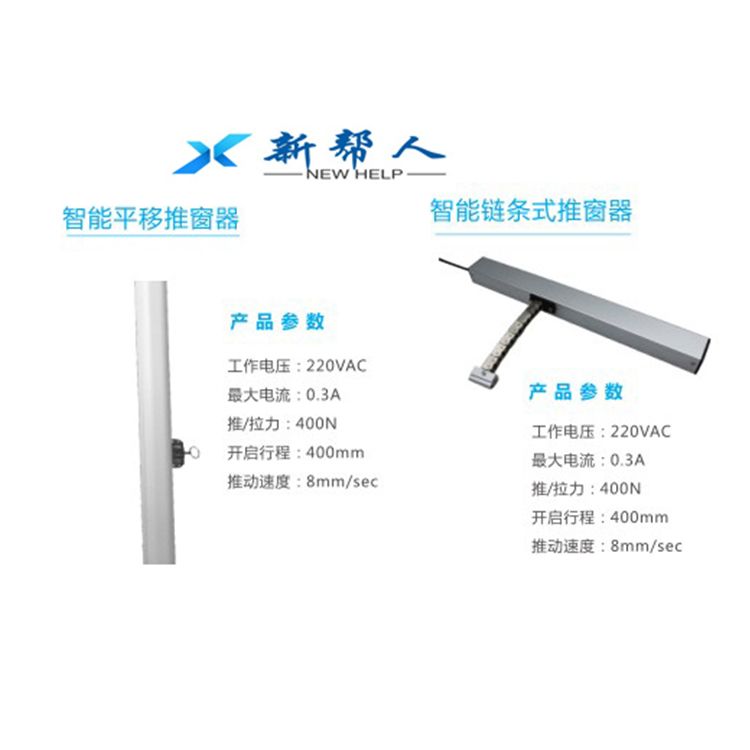 新帮人
NEW HELP
智能平移推窗器
产品参数
工作电压：220VAC
最大电流：0.3A
推/拉力：400N
开启行程：400mm
推动速度：8mm/sec
智能链条式推窗器
产品参数
工作电压：220VAC
最大电流：0.3A
推/拉力：400N
开启行程：400mm
推动速度：8mm/sec